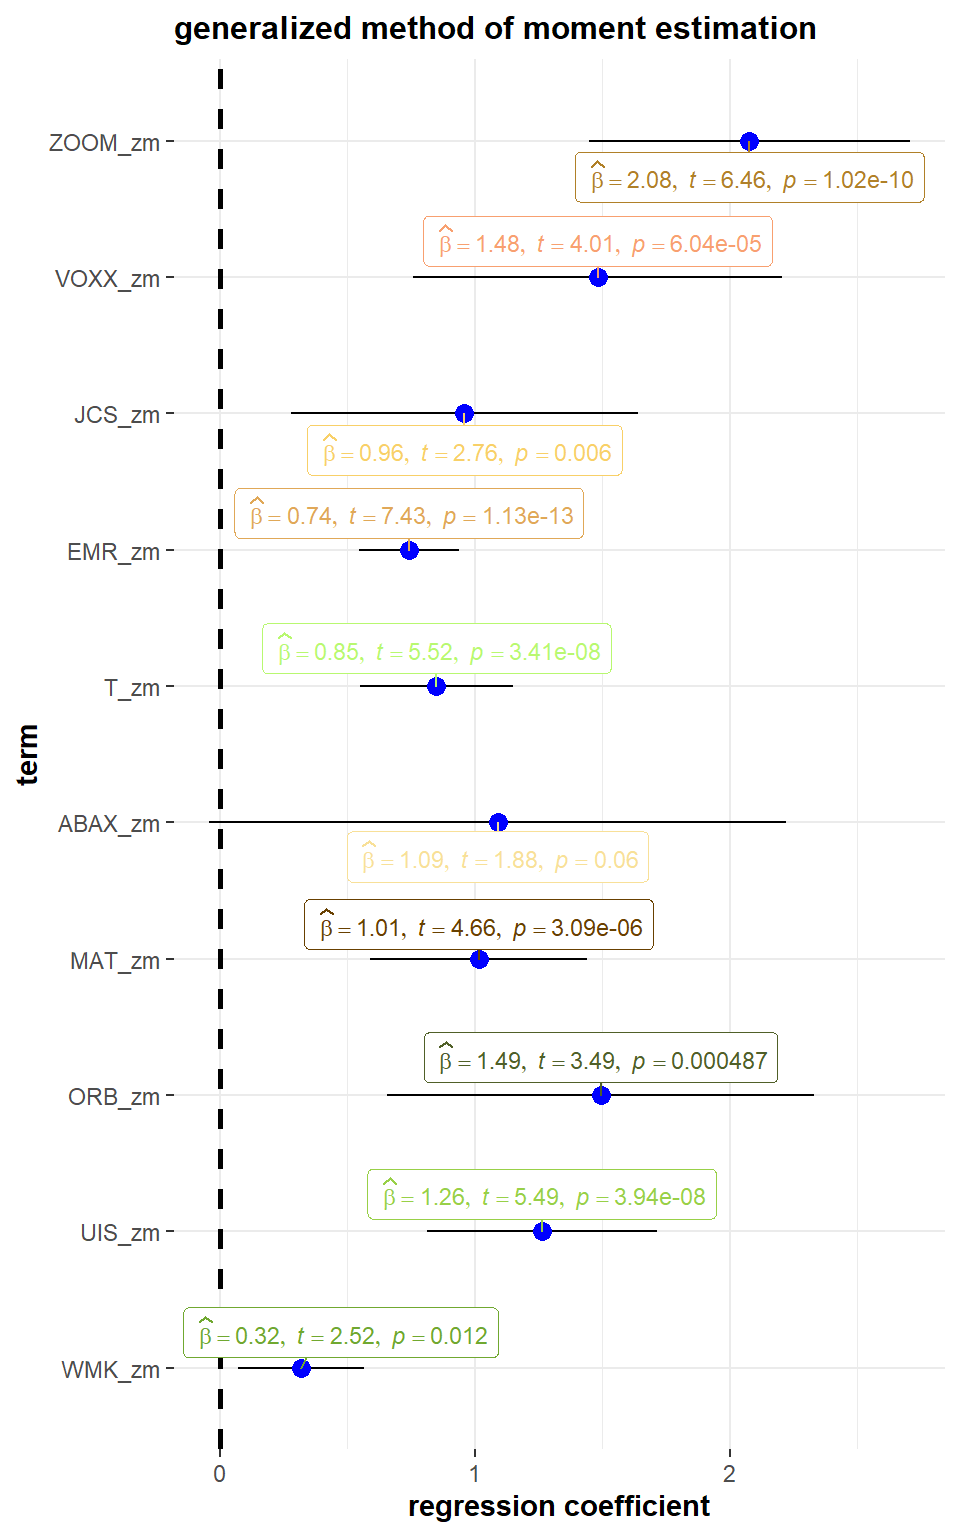 generalized method of moment estimation
ZOOM_zm
β̂ = 2.08, t = 6.46, p = 1.02e-10
β̂ = 1.48, t = 4.01, p = 6.04e-05
VOXX_zm
JCS_zm
β̂ = 0.96, t = 2.76, p = 0.006
β̂ = 0.74, t = 7.43, p = 1.13e-13
EMR_zm
β̂ = 0.85, t = 5.52, p = 3.41e-08
T_zm
term
ABAX_zm
β̂ = 1.09, t = 1.88, p = 0.06
β̂ = 1.01, t = 4.66, p = 3.09e-06
MAT_zm
β̂ = 1.49, t = 3.49, p = 0.000487
ORB_zm
β̂ = 1.26, t = 5.49, p = 3.94e-08
UIS_zm
β̂ = 0.32, t = 2.52, p = 0.012
WMK_zm
0 1 2
regression coefficient